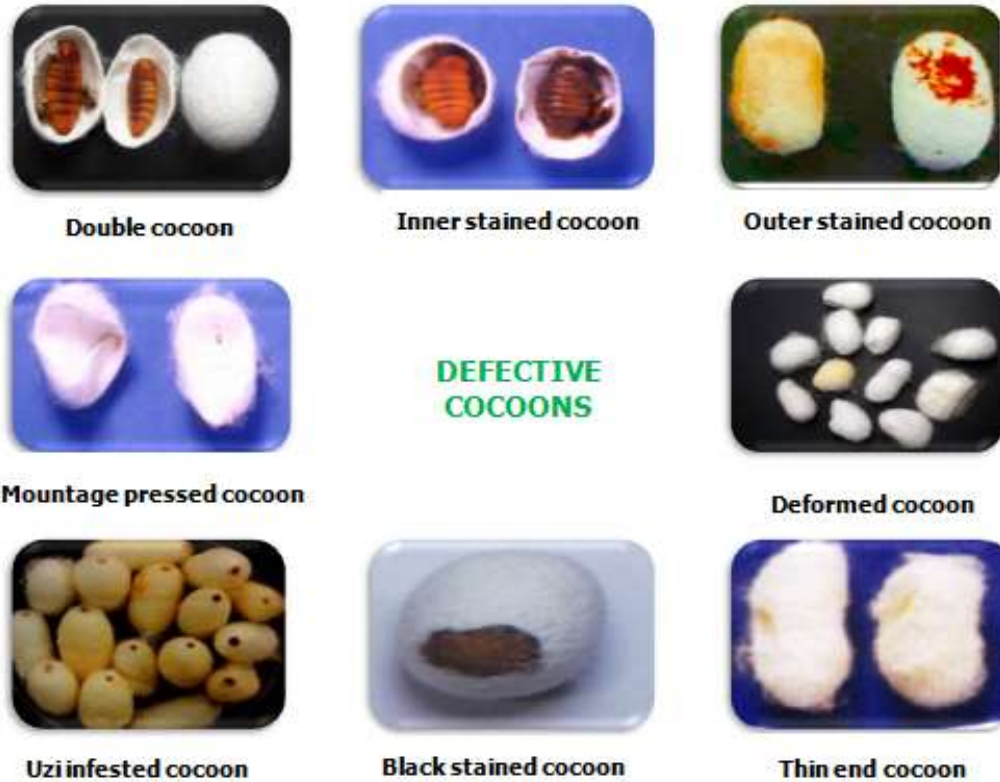 Double cocoon
Inner stained cocoon
Outer stained cocoon
Mountage pressed cocoon
DEFECTIVE
COCOONS
Deformed cocoon
Uzi infested cocoon
Black stained cocoon
Thin end cocoon